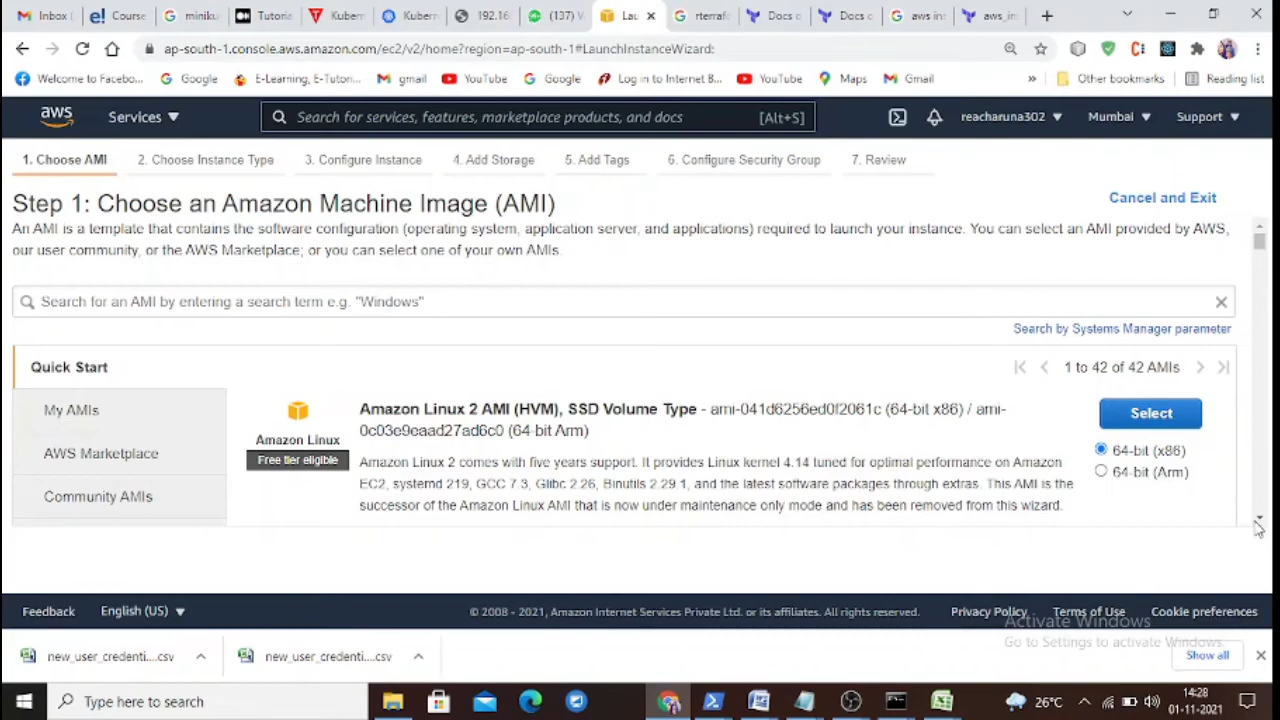 Inbox (
Course
miniku
Tutoria
Kubern
Kubern
192.16
(137) V
Lau
rterrafo
Docs o
Docs o
aws ins
aws_in
ap-south-1.console.aws.amazon.com/ec2/v2/home?region=ap-south-1#LaunchInstanceWizard:
Welcome to Facebo...
Google
E-Learning, E-Tutori...
gmail
YouTube
Google
Log in to Internet B...
YouTube
Maps
Gmail
»
Other bookmarks
Reading list
aws
Services
Search for services, features, marketplace products, and docs
[Alt+S]
reacharuna302
Mumbai
Support
1. Choose AMI
2. Choose Instance Type
3. Configure Instance
4. Add Storage
5. Add Tags
6. Configure Security Group
7. Review
Step 1: Choose an Amazon Machine Image (AMI)
Cancel and Exit
An AMI is a template that contains the software configuration (operating system, application server, and applications) required to launch your instance. You can select an AMI provided by AWS,
our user community, or the AWS Marketplace; or you can select one of your own AMIs.
Search for an AMI by entering a search term e.g. "Windows"
Search by Systems Manager parameter
Quick Start
1 to 42 of 42 AMIs
My AMIs
AWS Marketplace
Community AMIs
Amazon Linux
Free tier eligible
Amazon Linux 2 AMI (HVM), SSD Volume Type - ami-041d6256ed0f2061c (64-bit x86) / ami-
0c03e9eaad27ad6c0 (64-bit Arm)
Amazon Linux 2 comes with five years support. It provides Linux kernel 4.14 tuned for optimal performance on Amazon
EC2, systemd 219, GCC 7.3, Glibc 2.26, Binutils 2.29.1, and the latest software packages through extras. This AMI is the
successor of the Amazon Linux AMI that is now under maintenance only mode and has been removed from this wizard.
Select
64-bit (x86)
64-bit (Arm)
Feedback
English (US)
© 2008 - 2021, Amazon Internet Services Private Ltd. or its affiliates. All rights reserved.
Privacy Policy
Terms of Use
Cookie preferences
Activate Windows
Go to Settings to activate Windows.
new_user_credenti....csv
new_user_credenti....csv
Show all
Type here to search
26°C
14:28
01-11-2021